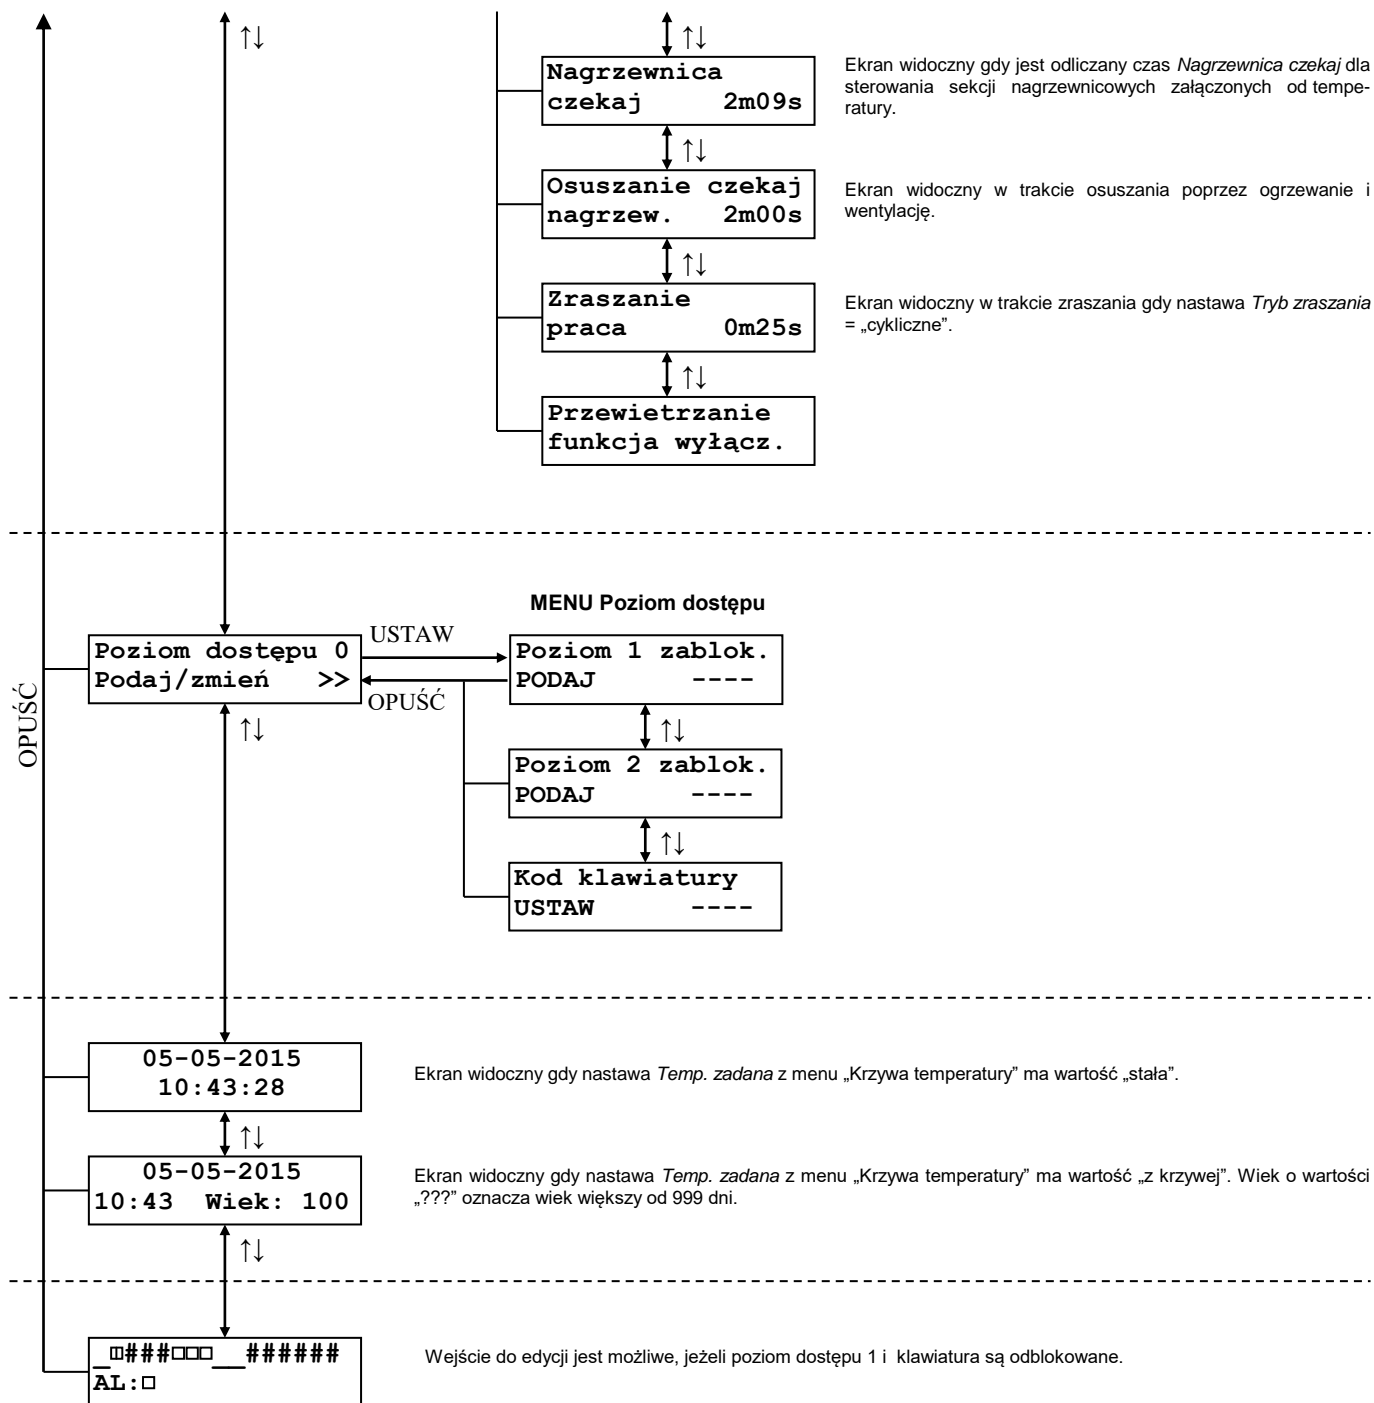 ↑↓
↑↓
Nagrzewnica
czekaj 2m09s
Ekran widoczny gdy jest odliczany czas Nagrzewnica czekaj dla
sterowania sekcji nagrzewnicowych załączonych od tempe-
ratury.
↑↓
Osuszanie czekaj
nagrzew. 2m00s
Ekran widoczny w trakcie osuszania poprzez ogrzewanie i
wentylację.
↑↓
Zraszanie
praca 0m25s
Ekran widoczny w trakcie zraszania gdy nastawa Tryb zraszania
= „cykliczne”.
↑↓
Przewietrzanie
funkcja wyłącz.
MENU Poziom dostępu
Poziom dostępu 0
Podaj/zmień >>
USTAW
OPUŚĆ
Poziom 1 zablok.
PODAJ ----
OPUŚĆ
↑↓
↑↓
Poziom 2 zablok.
PODAJ ----
↑↓
Kod klawiatury
USTAW ----
05-05-2015
10:43:28
Ekran widoczny gdy nastawa Temp. zadana z menu „Krzywa temperatury” ma wartość „stała”.
↑↓
05-05-2015
10:43 Wiek: 100
Ekran widoczny gdy nastawa Temp. zadana z menu „Krzywa temperatury” ma wartość „z krzywej”. Wiek o wartości
„???” oznacza wiek większy od 999 dni.
↑↓
_◫###□□□__######
AL:□
Wejście do edycji jest możliwe, jeżeli poziom dostępu 1 i klawiatura są odblokowane.